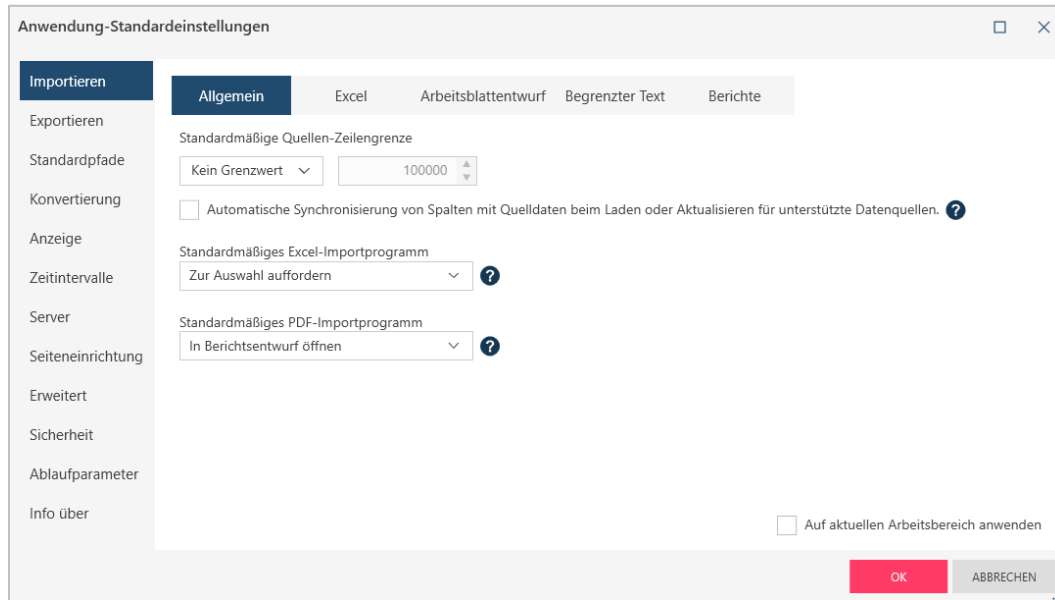 Anwendung-Standardeinstellungen
Importieren
Exportieren
Standardpfade
Konvertierung
Anzeige
Zeitintervalle
Server
Seiteneinrichtung
Erweitert
Sicherheit
Ablaufparameter
Info über
Allgemein Excel Arbeitsblattentwurf Begrenzter Text Berichte
Standardmäßige Quellen-Zeilengrenze
Kein Grenzwert 100000
Automatische Synchronisierung von Spalten mit Quelldaten beim Laden oder Aktualisieren für unterstützte Datenquellen. ?
Standardmäßiges Excel-Importprogramm
Zur Auswahl auffordern ?
Standardmäßiges PDF-Importprogramm
In Berichtsentwurf öffnen ?
Auf aktuellen Arbeitsbereich anwenden
OK ABBRECHEN